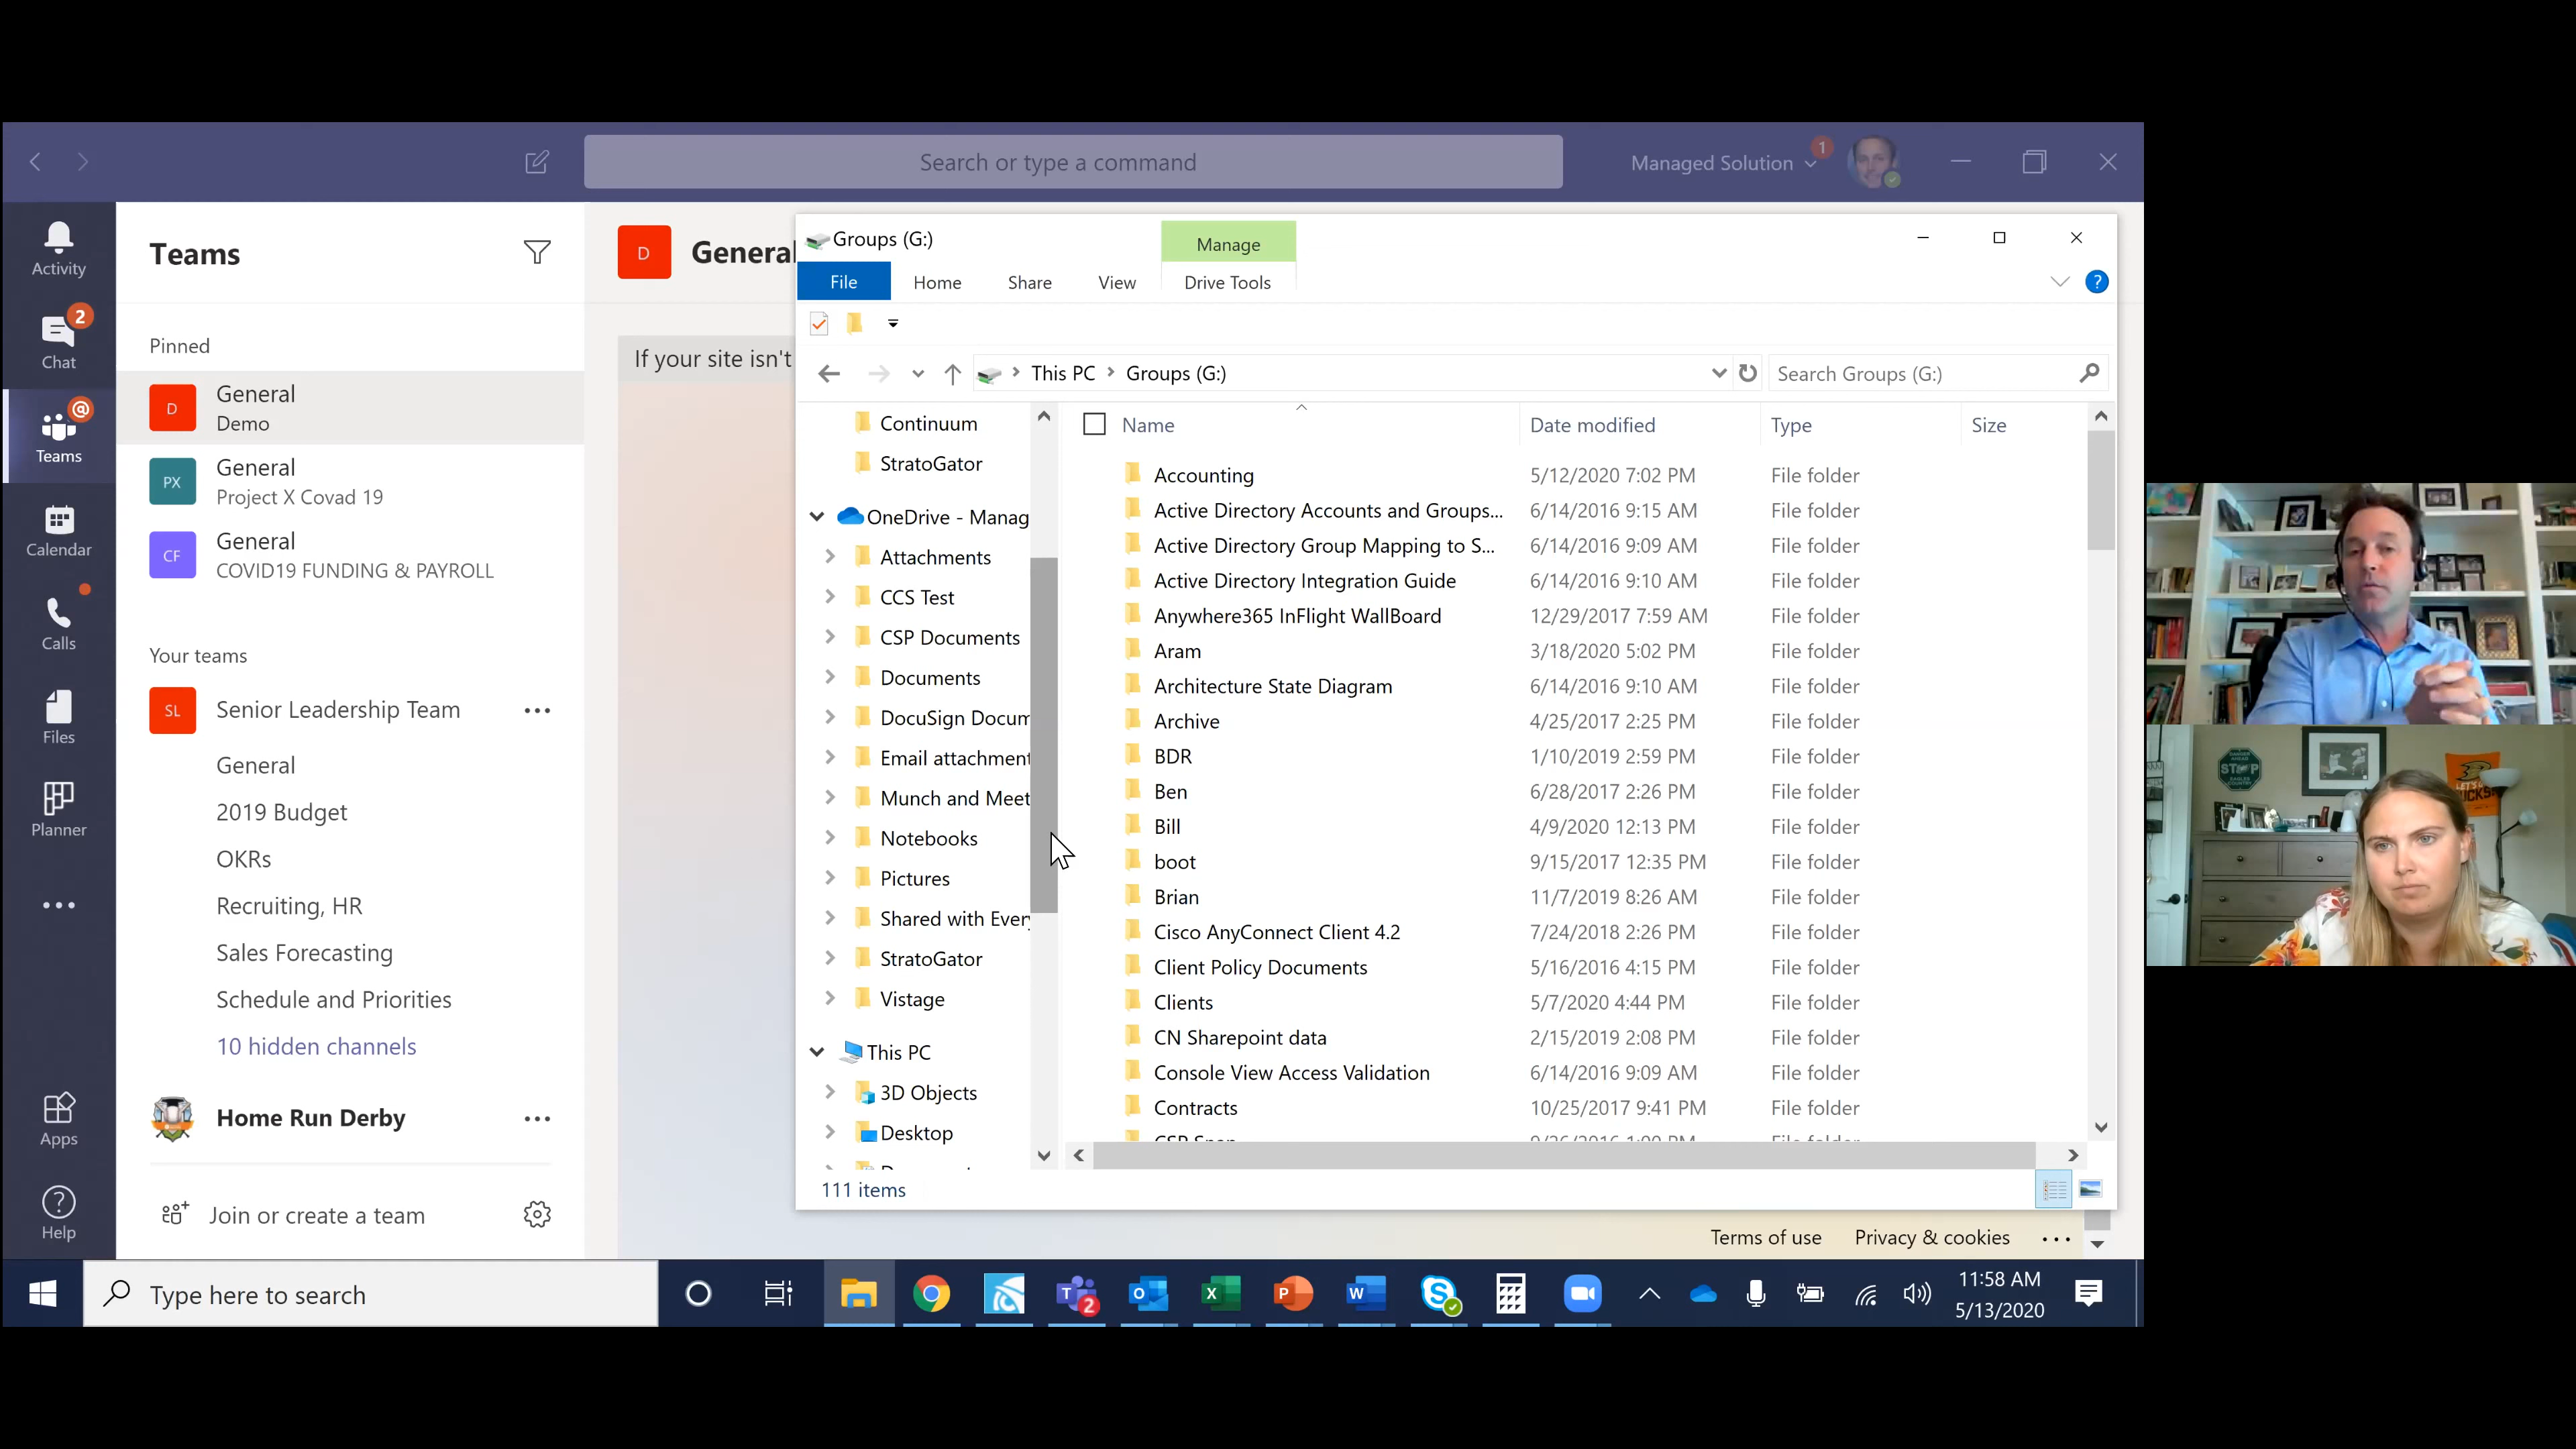 Search or type a command
Managed Solution
1
Activity
2
Chat
@
Teams
Calendar
Calls
Files
Planner
Apps
Help
Teams
Pinned
D
General
Demo
PX
General
Project X Covad 19
CF
General
COVID19 FUNDING & PAYROLL
Your teams
SL
Senior Leadership Team
General
2019 Budget
OKRs
Recruiting, HR
Sales Forecasting
Schedule and Priorities
10 hidden channels
Home Run Derby
Join or create a team
D
General
If your site isn't
Groups (G:)
Manage
File Home Share View Drive Tools
?
This PC > Groups (G:)
Search Groups (G:)
Continuum
StratoGator
OneDrive - Manag
Attachments
CCS Test
CSP Documents
Documents
DocuSign Docum
Email attachment
Munch and Meet
Notebooks
Pictures
Shared with Ever
StratoGator
Vistage
This PC
3D Objects
Desktop
Name Date modified Type Size
Accounting 5/12/2020 7:02 PM File folder
Active Directory Accounts and Groups... 6/14/2016 9:15 AM File folder
Active Directory Group Mapping to S... 6/14/2016 9:09 AM File folder
Active Directory Integration Guide 6/14/2016 9:10 AM File folder
Anywhere365 InFlight WallBoard 12/29/2017 7:59 AM File folder
Aram 3/18/2020 5:02 PM File folder
Architecture State Diagram 6/14/2016 9:10 AM File folder
Archive 4/25/2017 2:25 PM File folder
BDR 1/10/2019 2:59 PM File folder
Ben 6/28/2017 2:26 PM File folder
Bill 4/9/2020 12:13 PM File folder
boot 9/15/2017 12:35 PM File folder
Brian 11/7/2019 8:26 AM File folder
Cisco AnyConnect Client 4.2 7/24/2018 2:26 PM File folder
Client Policy Documents 5/16/2016 4:15 PM File folder
Clients 5/7/2020 4:44 PM File folder
CN Sharepoint data 2/15/2019 2:08 PM File folder
Console View Access Validation 6/14/2016 9:09 AM File folder
Contracts 10/25/2017 9:41 PM File folder
111 items
Terms of use Privacy & cookies
STOP
Type here to search
2
11:58 AM
5/13/2020